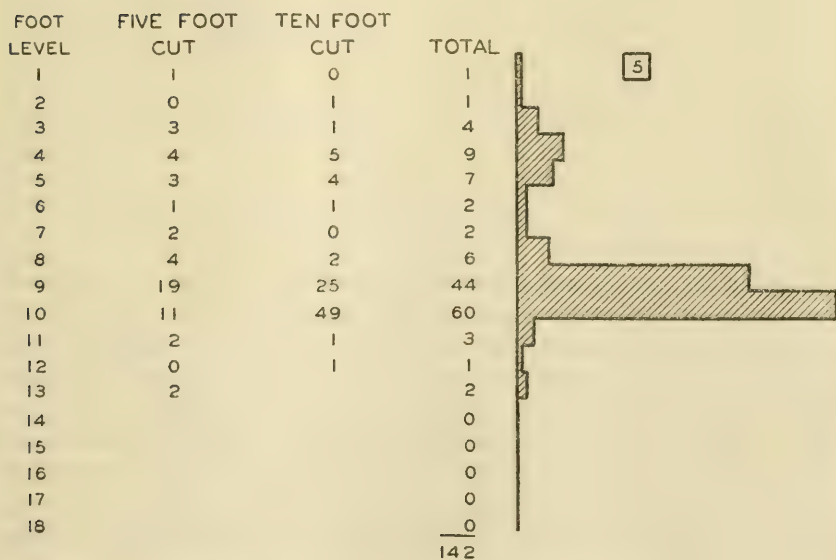 FOOT FIVE FOOT TEN FOOT
LEVEL CUT CUT TOTAL
1 1 0 1 5
2 0 1 1
3 3 1 4
4 4 5 9
5 3 4 7
6 1 1 2
7 2 0 2
8 4 2 6
9 19 25 44
10 11 49 60
11 2 1 3
12 0 1 1
13 2 2
14 0
15 0
16 0
17 0
18 0
142